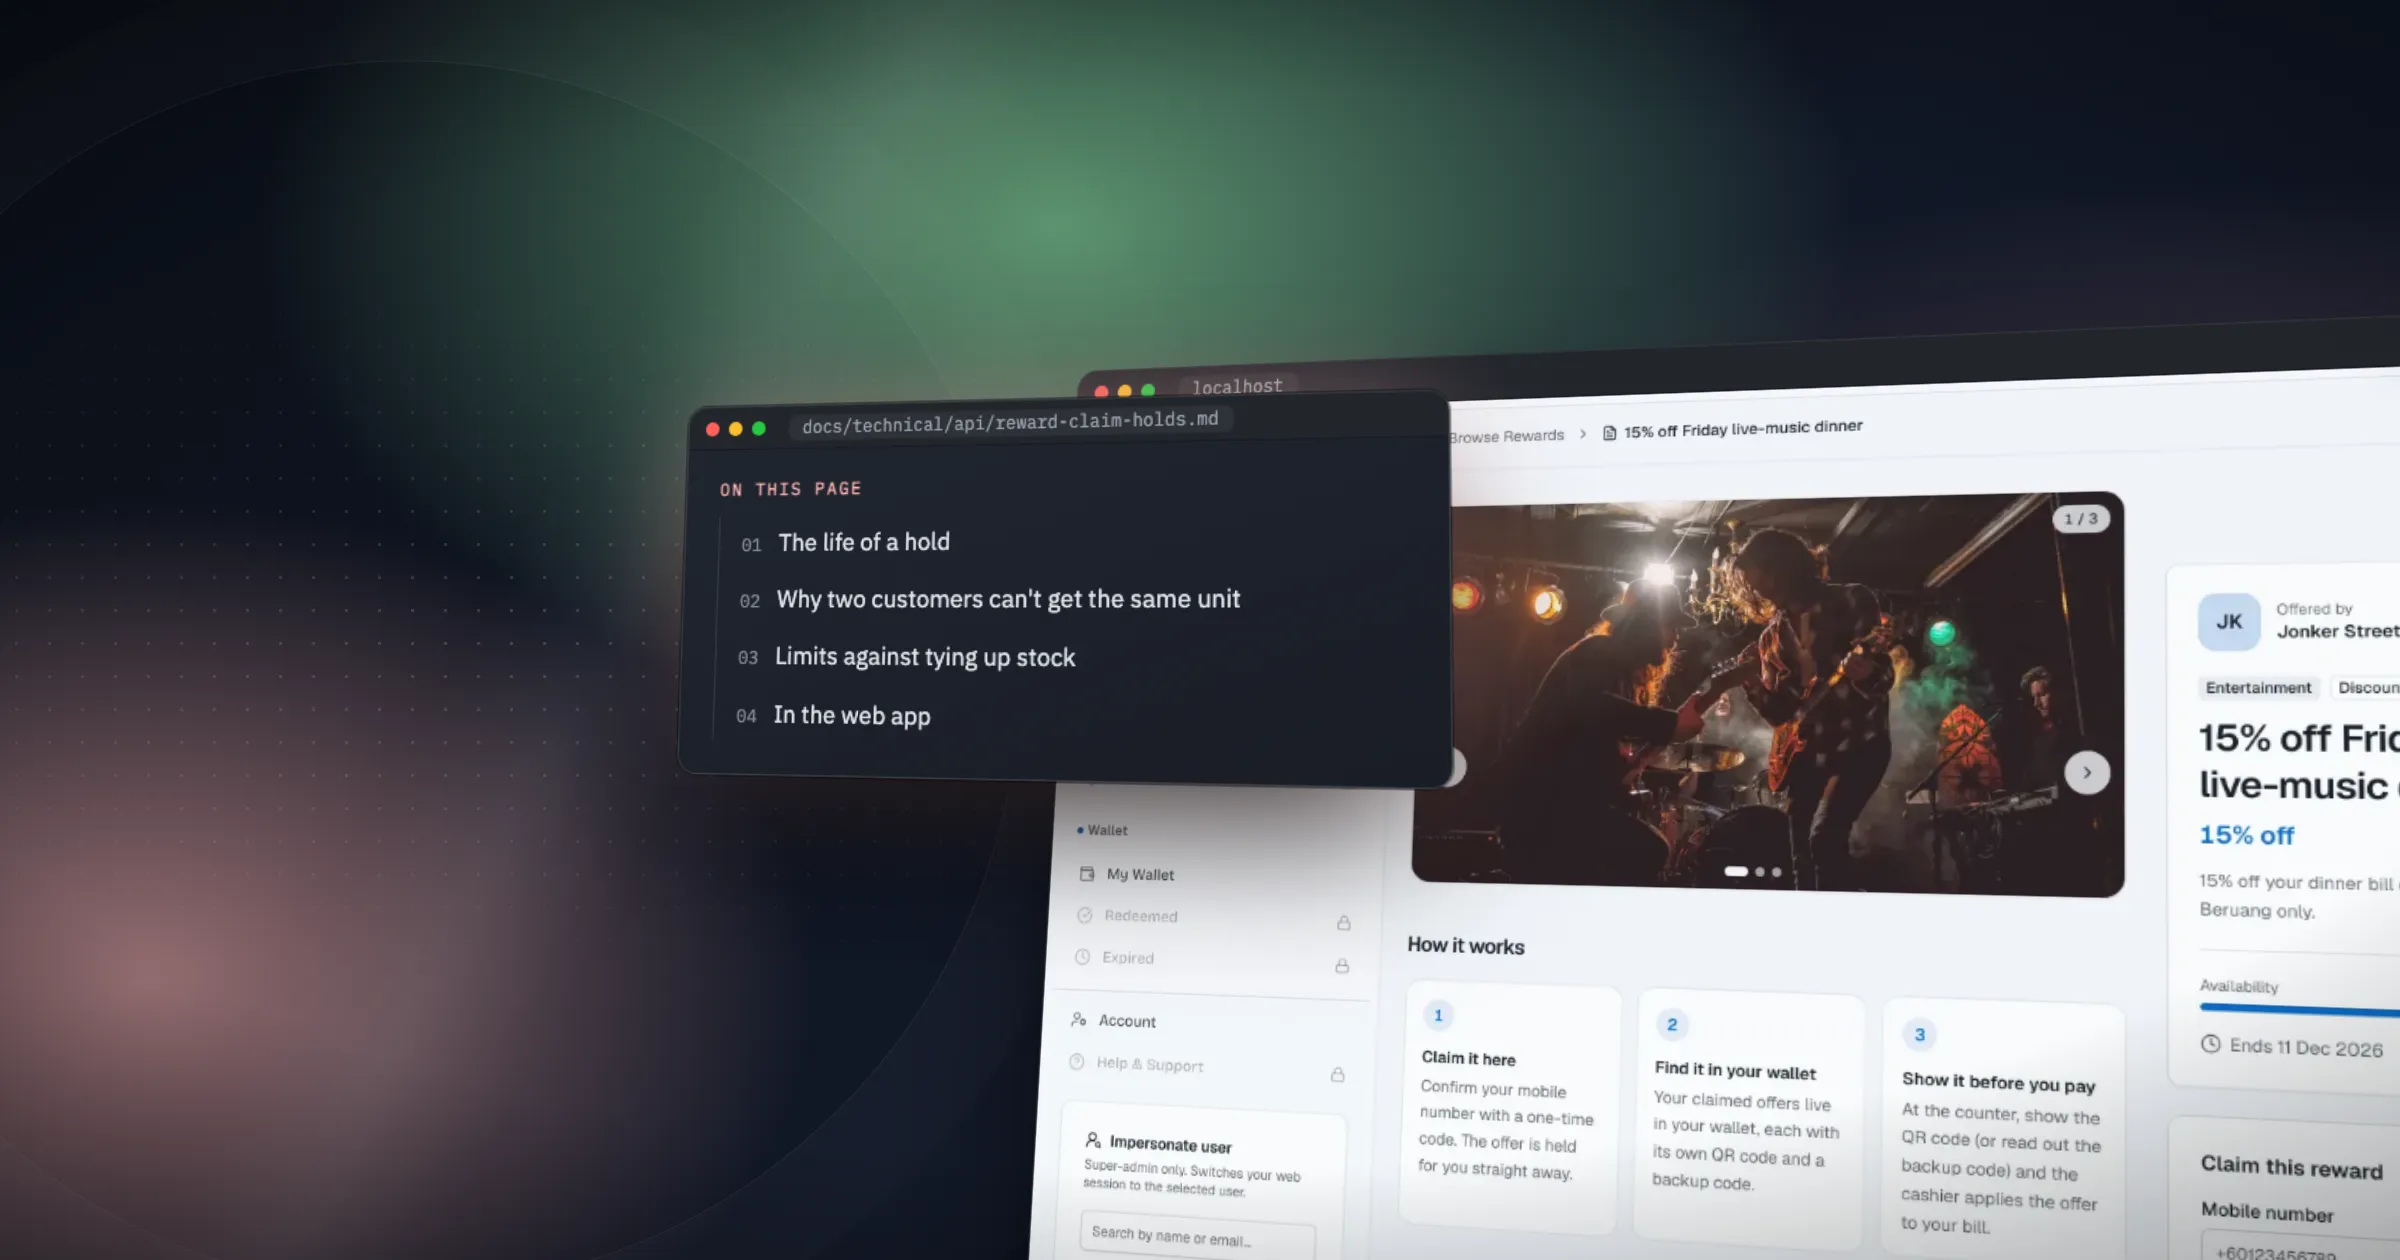 localhost
docs/technical/api/reward-claim-holds.md
ON THIS PAGE
01 The life of a hold
02 Why two customers can't get the same unit
03 Limits against tying up stock
04 In the web app
Browse Rewards > 15% off Friday live-music dinner
1 / 3
Wallet
My Wallet
Redeemed
Expired
Account
Help & Support
Impersonate user
Super-admin only. Switches your web
session to the selected user.
Search by name or email...
How it works
1
Claim it here
Confirm your mobile
number with a one-time
code. The offer is held
for you straight away.
2
Find it in your wallet
Your claimed offers live
in your wallet, each with
its own QR code and a
backup code.
3
Show it before you pay
At the counter, show the
QR code (or read out the
backup code) and the
cashier applies the offer
to your bill.
JK
Offered by
Jonker Street
Entertainment
15% off
live-music
15% off
15% off your dinner bill
Beruang only.
Availability
Ends 11 Dec 2026
Claim this reward
Mobile number
+60123456789